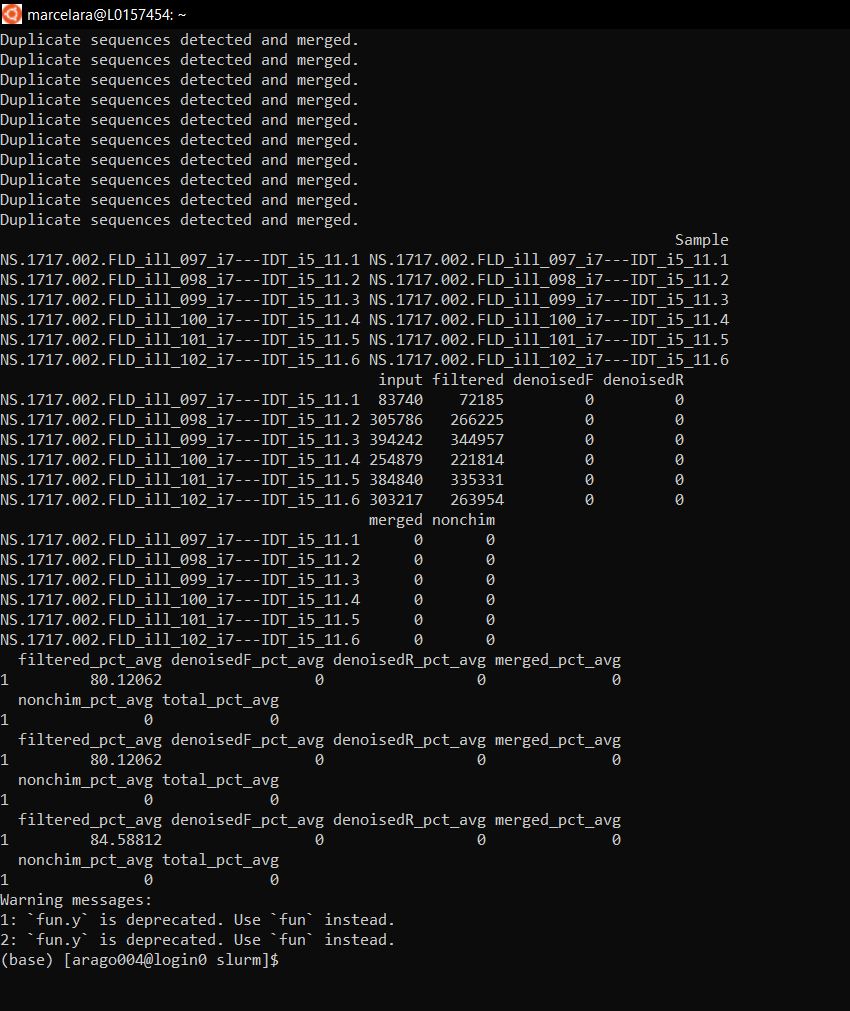 marcelara@L0157454: ~
Duplicate sequences detected and merged.
Duplicate sequences detected and merged.
Duplicate sequences detected and merged.
Duplicate sequences detected and merged.
Duplicate sequences detected and merged.
Duplicate sequences detected and merged.
Duplicate sequences detected and merged.
Duplicate sequences detected and merged.
Duplicate sequences detected and merged.
Duplicate sequences detected and merged.
Sample
NS.1717.002.FLD_ill_097_i7---IDT_i5_11.1 NS.1717.002.FLD_ill_097_i7---IDT_i5_11.1
NS.1717.002.FLD_ill_098_i7---IDT_i5_11.2 NS.1717.002.FLD_ill_098_i7---IDT_i5_11.2
NS.1717.002.FLD_ill_099_i7---IDT_i5_11.3 NS.1717.002.FLD_ill_099_i7---IDT_i5_11.3
NS.1717.002.FLD_ill_100_i7---IDT_i5_11.4 NS.1717.002.FLD_ill_100_i7---IDT_i5_11.4
NS.1717.002.FLD_ill_101_i7---IDT_i5_11.5 NS.1717.002.FLD_ill_101_i7---IDT_i5_11.5
NS.1717.002.FLD_ill_102_i7---IDT_i5_11.6 NS.1717.002.FLD_ill_102_i7---IDT_i5_11.6
input filtered denoisedF denoisedR
NS.1717.002.FLD_ill_097_i7---IDT_i5_11.1 83740 72185 0 0
NS.1717.002.FLD_ill_098_i7---IDT_i5_11.2 305786 266225 0 0
NS.1717.002.FLD_ill_099_i7---IDT_i5_11.3 394242 344957 0 0
NS.1717.002.FLD_ill_100_i7---IDT_i5_11.4 254879 221814 0 0
NS.1717.002.FLD_ill_101_i7---IDT_i5_11.5 384840 335331 0 0
NS.1717.002.FLD_ill_102_i7---IDT_i5_11.6 303217 263954 0 0
merged nonchim
NS.1717.002.FLD_ill_097_i7---IDT_i5_11.1 0 0
NS.1717.002.FLD_ill_098_i7---IDT_i5_11.2 0 0
NS.1717.002.FLD_ill_099_i7---IDT_i5_11.3 0 0
NS.1717.002.FLD_ill_100_i7---IDT_i5_11.4 0 0
NS.1717.002.FLD_ill_101_i7---IDT_i5_11.5 0 0
NS.1717.002.FLD_ill_102_i7---IDT_i5_11.6 0 0
filtered_pct_avg denoisedF_pct_avg denoisedR_pct_avg merged_pct_avg
1 80.12062 0 0 0
nonchim_pct_avg total_pct_avg
1 0 0
filtered_pct_avg denoisedF_pct_avg denoisedR_pct_avg merged_pct_avg
1 80.12062 0 0 0
nonchim_pct_avg total_pct_avg
1 0 0
filtered_pct_avg denoisedF_pct_avg denoisedR_pct_avg merged_pct_avg
1 84.58812 0 0 0
nonchim_pct_avg total_pct_avg
1 0 0
Warning messages:
1: `fun.y` is deprecated. Use `fun` instead.
2: `fun.y` is deprecated. Use `fun` instead.
(base) [arago004@login0 slurm]$